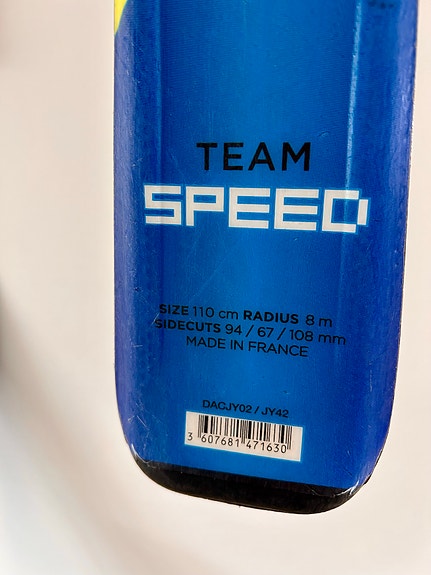 TEAM
SPEED
SIZE 110 cm RADIUS 8 m
SIDECUTS 94 / 67 / 108 mm
MADE IN FRANCE
DACJY02 / JY42
3 607681 471630